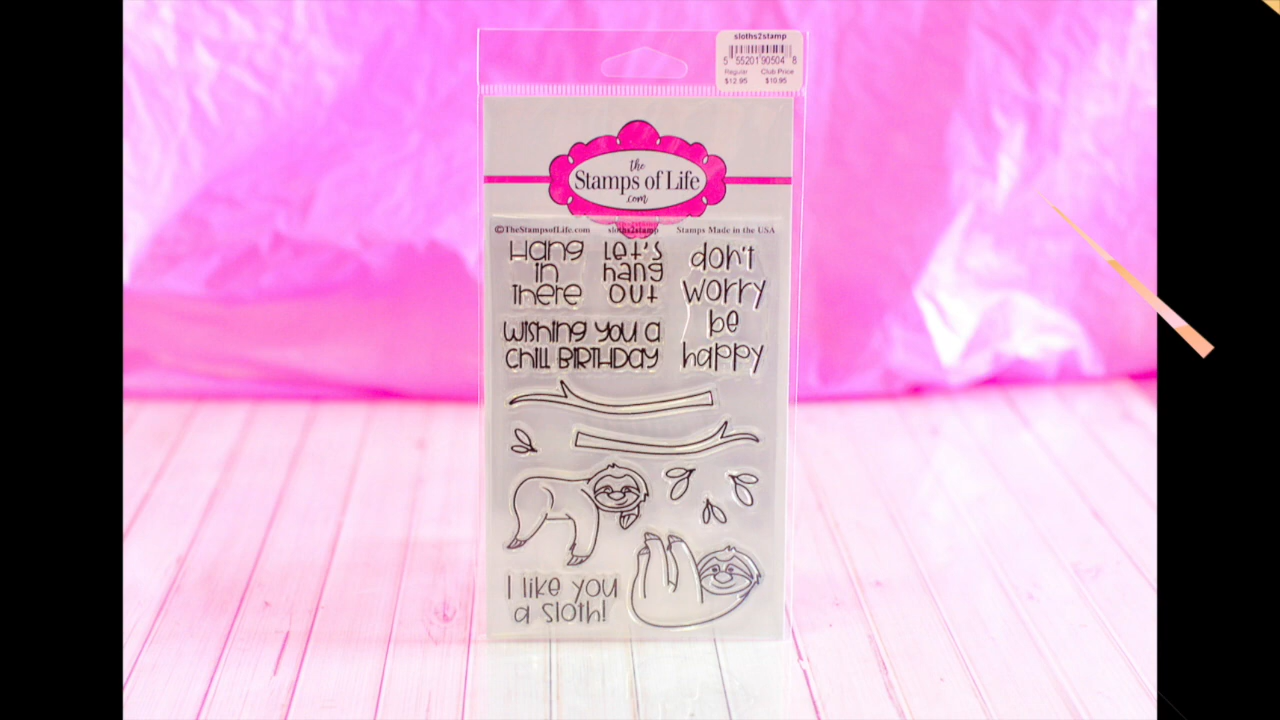 sloths2stamp
5 55201 90504 8
Regular Club Price
$12.95 $10.95
the
Stamps of Life
.com
©TheStampsofLife.com sloths2stamp Stamps Made in the USA
Hang
in
There
Let's
hang
out
don't
worry
be
happy
Wishing you a
chill BIRTHDAY
I like you
a sloth!